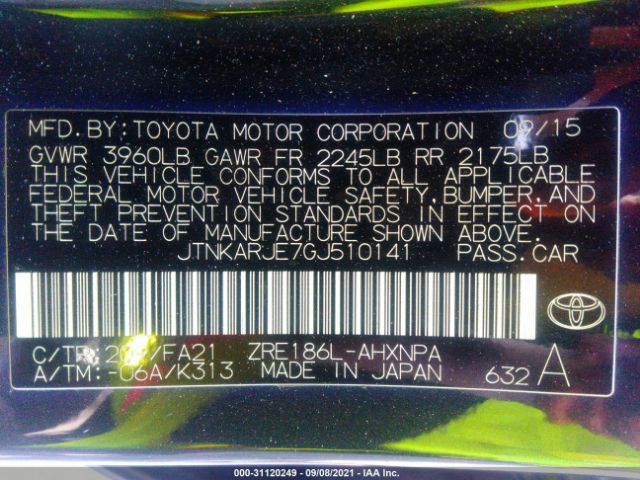 MFD.BY:TOYOTA MOTOR CORPORATION 09/15
GVWR 3960LB GAWR FR 2245LB RR 2175LB
THIS VEHICLE CONFORMS TO ALL APPLICABLE
FEDERAL MOTOR VEHICLE SAFETY, BUMPER, AND
THEFT PREVENTION STANDARDS IN EFFECT ON
THE DATE OF MANUFACTURE SHOWN ABOVE.
JTNKARJE7GJ510141 PASS.CAR
C/TR: /FA21 ZRE186L-AHXNPA
A/TM:-06A/K313 MADE IN JAPAN 632 A
000-31120249 - 09/08/2021 - IAA Inc.